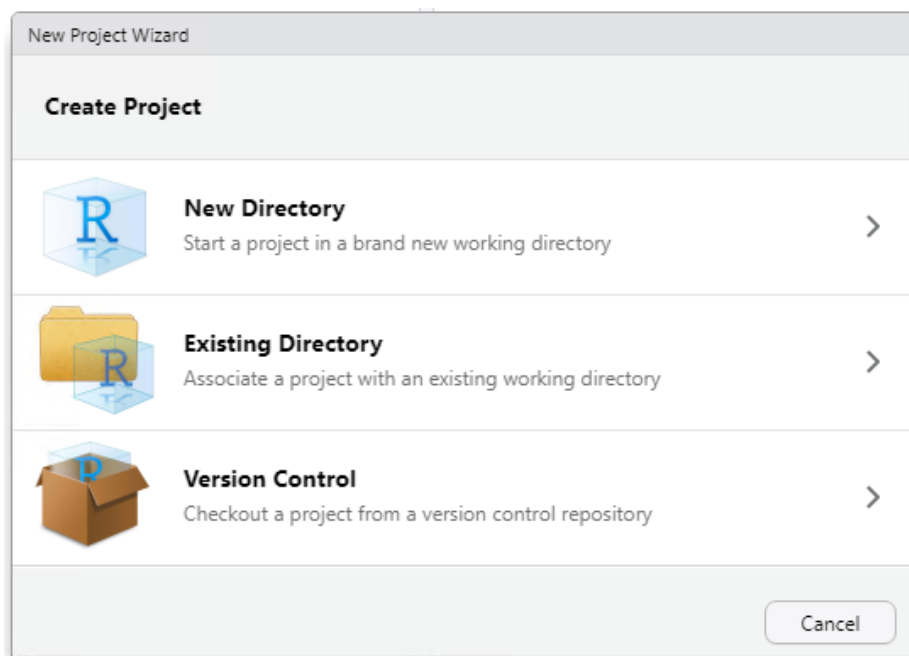 New Project Wizard
Create Project
New Directory
Start a project in a brand new working directory
Existing Directory
Associate a project with an existing working directory
Version Control
Checkout a project from a version control repository
Cancel